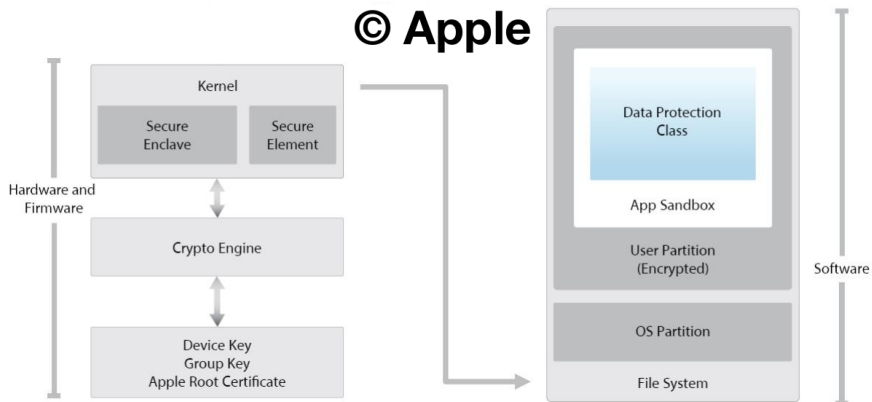 © Apple
Kernel
Secure
Enclave
Secure
Element
Hardware and
Firmware
Crypto Engine
Device Key
Group Key
Apple Root Certificate
Data Protection
Class
App Sandbox
User Partition
(Encrypted)
OS Partition
File System
Software